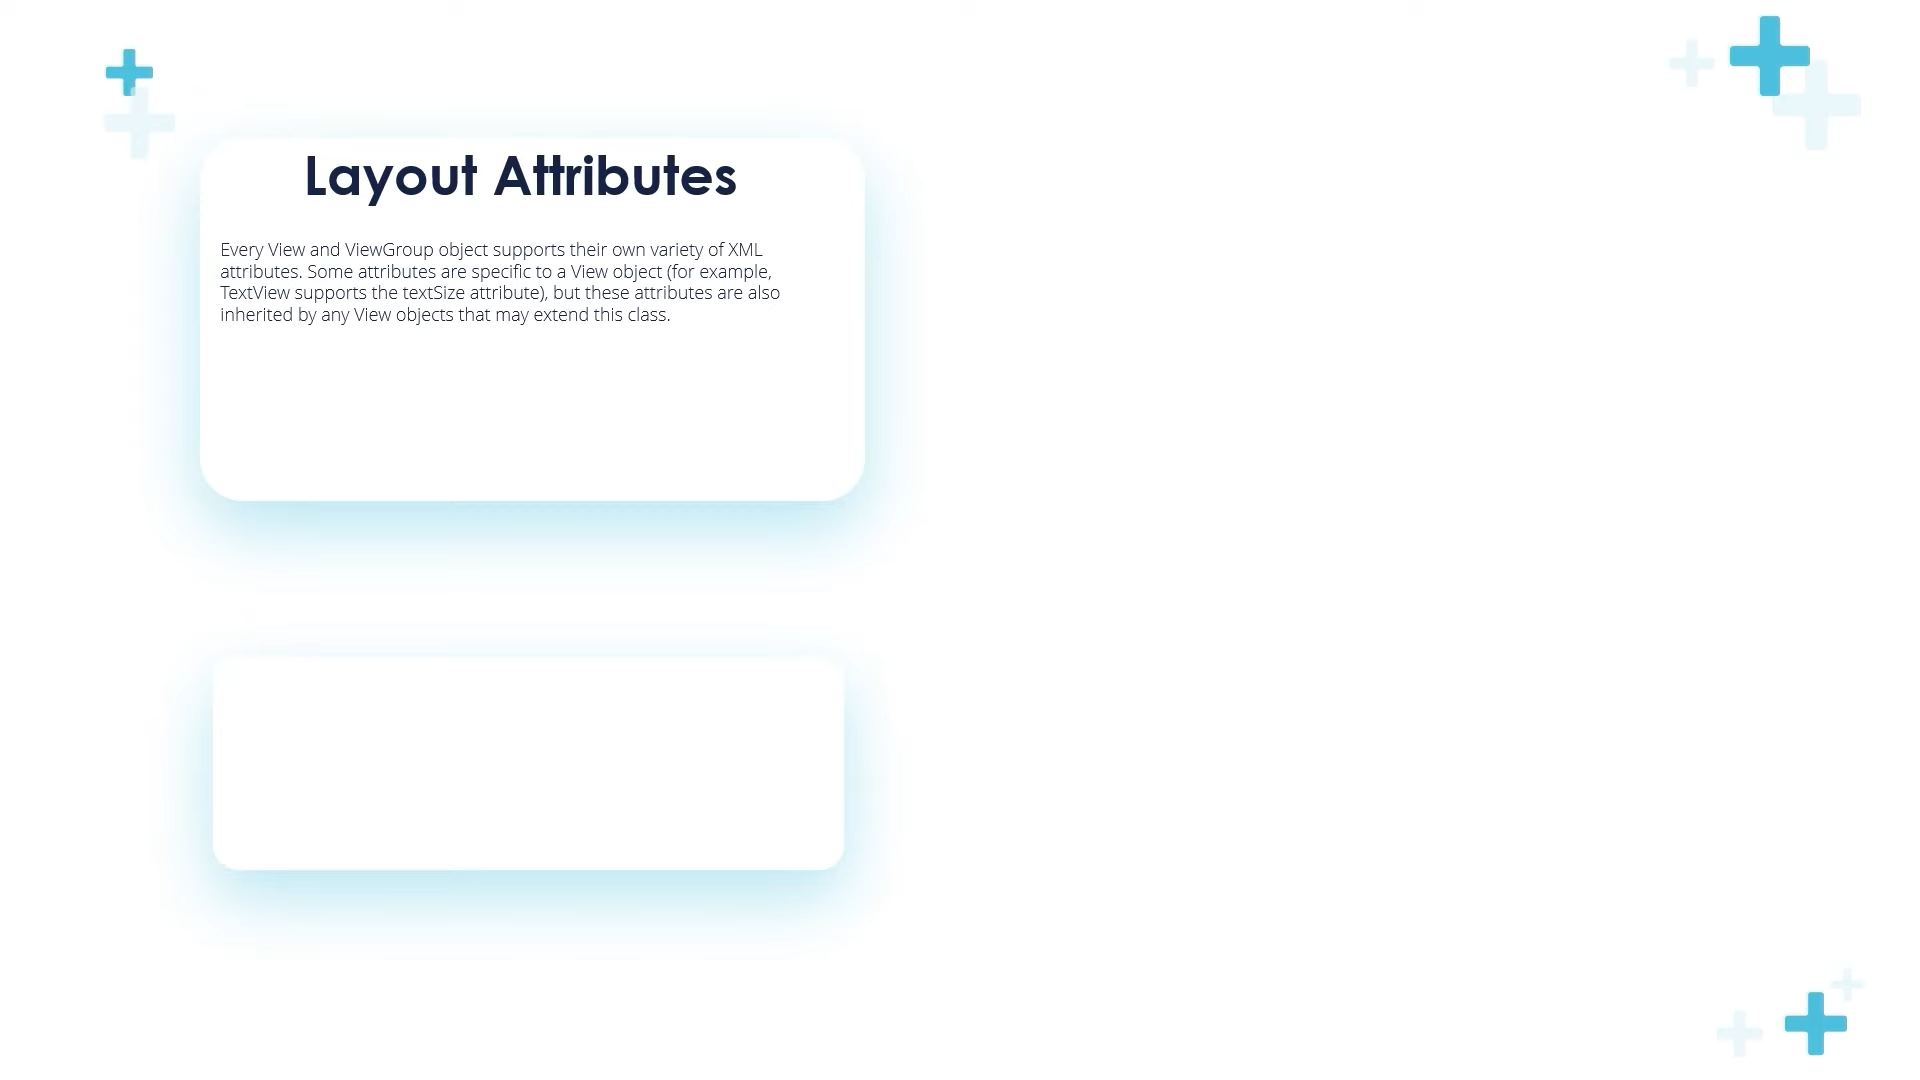 Layout Attributes
Every View and ViewGroup object supports their own variety of XML
attributes. Some attributes are specific to a View object (for example,
TextView supports the textSize attribute), but these attributes are also
inherited by any View objects that may extend this class.